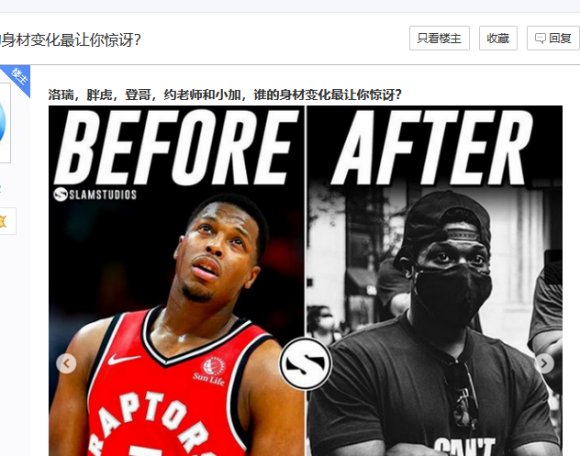 的身材变化最让你惊讶?
只看楼主
收藏
回复
楼主
洛瑞，胖虎，登哥，约老师和小加，谁的身材变化最让你惊讶?
BEFORE
AFTER
SLAMSTUDIOS
Sun Life
RAPTORS
CAN'T